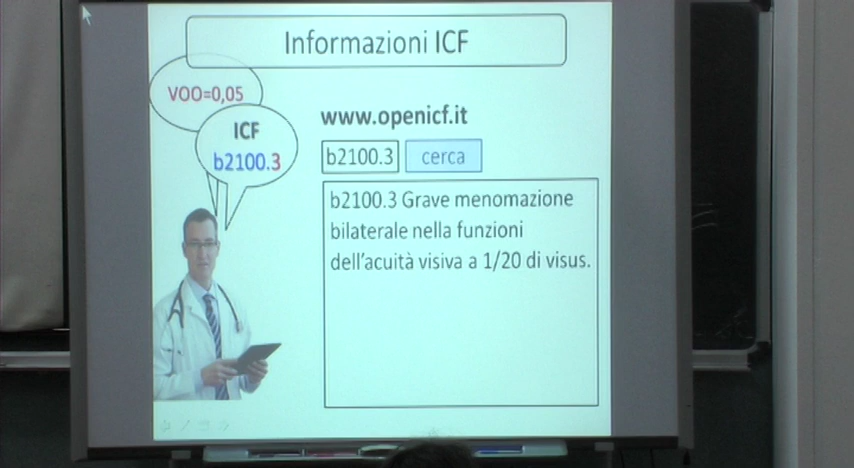 Informazioni ICF
VOO=0,05
ICF
b2100.3
www.openicf.it
b2100.3 cerca
b2100.3 Grave menomazione
bilaterale nella funzioni
dell'acuità visiva a 1/20 di visus.